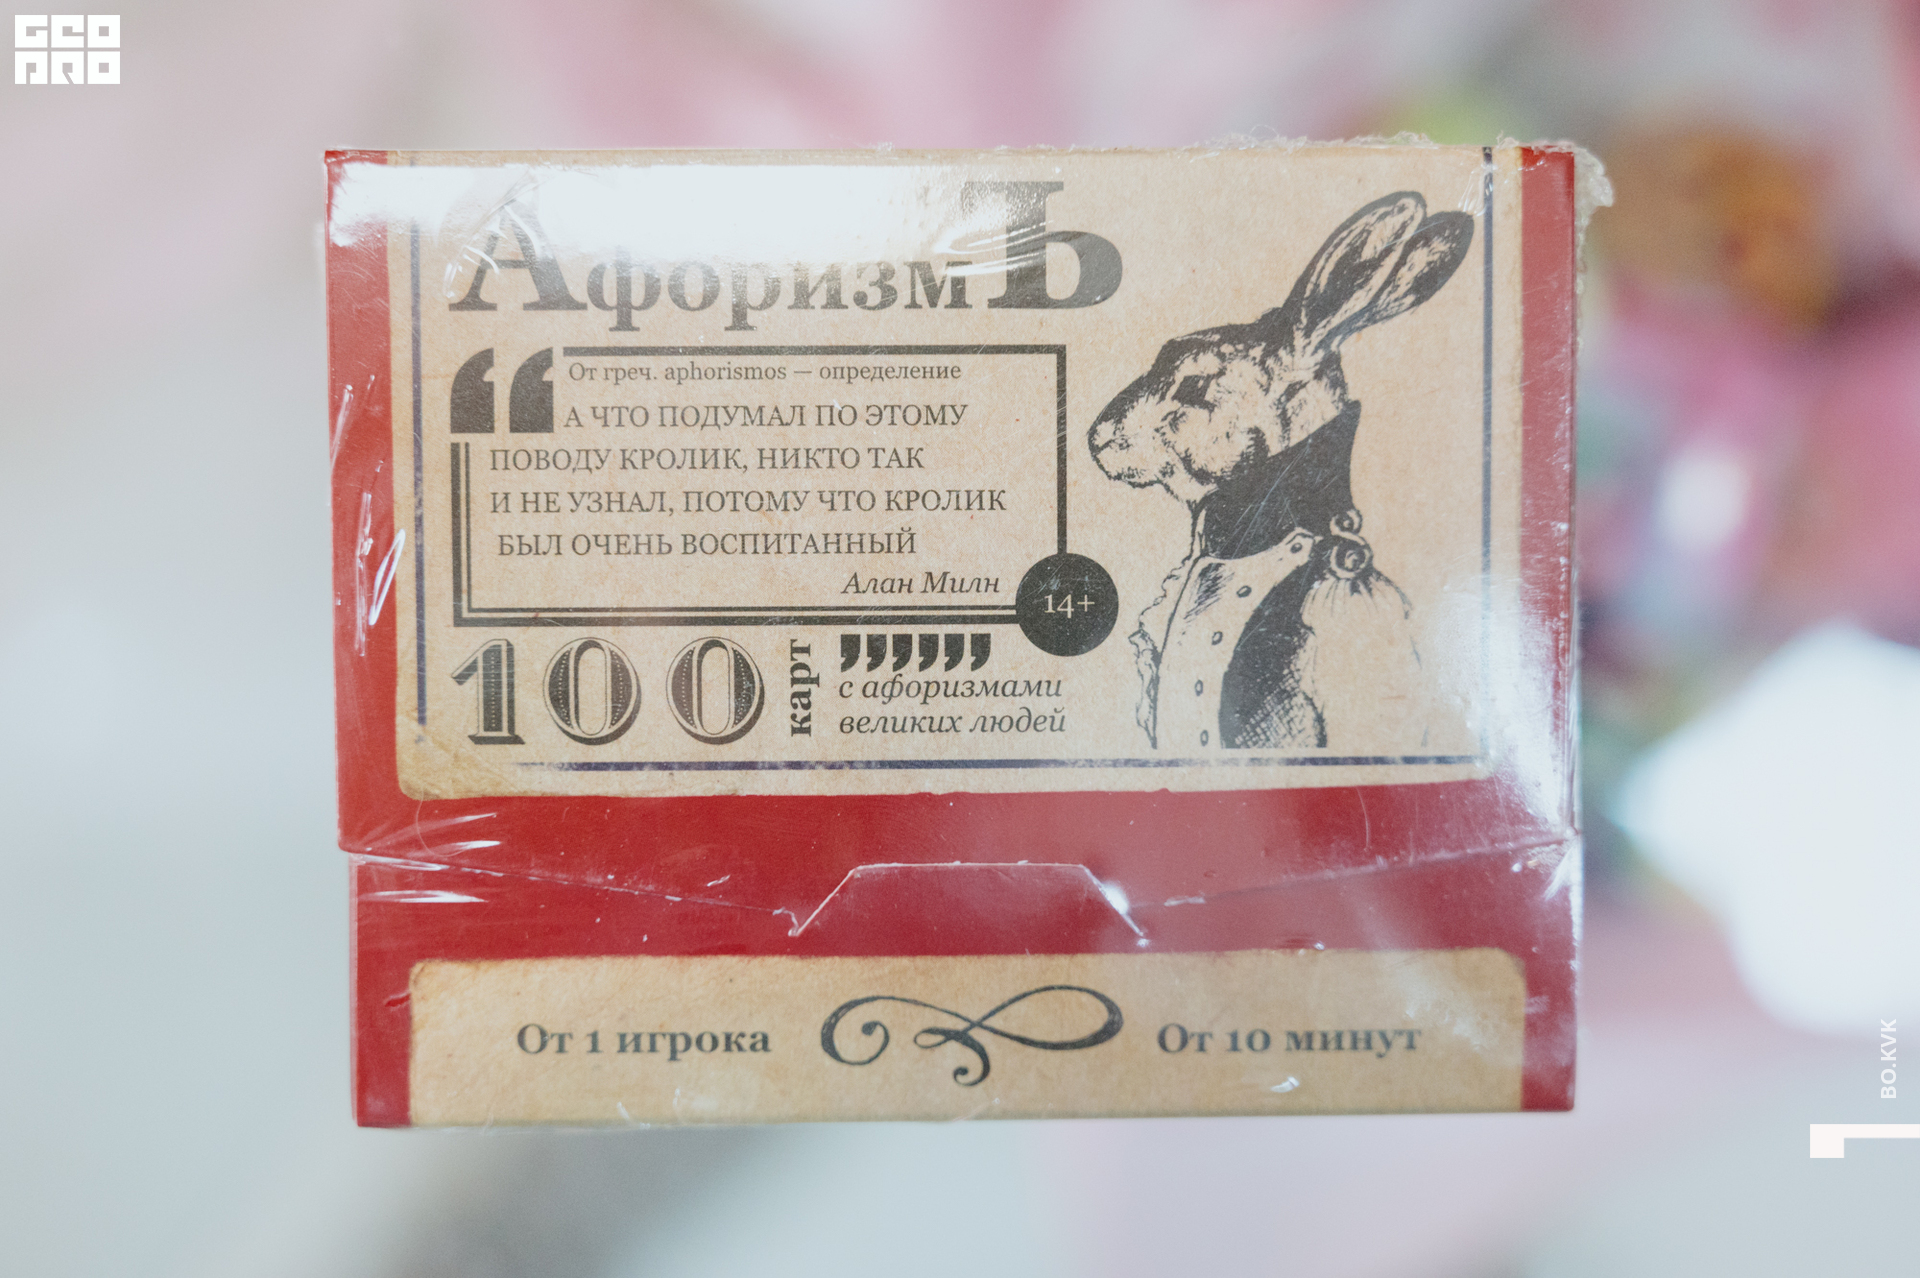 GEO
PRO
АфоризмЪ
“ От греч. aphorismos — определение
А ЧТО ПОДУМАЛ ПО ЭТОМУ
ПОВОДУ КРОЛИК, НИКТО ТАК
И НЕ УЗНАЛ, ПОТОМУ ЧТО КРОЛИК
БЫЛ ОЧЕНЬ ВОСПИТАННЫЙ
Алан Милн
14+
100 карт
с афоризмами
великих людей
От 1 игрока
От 10 минут
BO.KVK
1